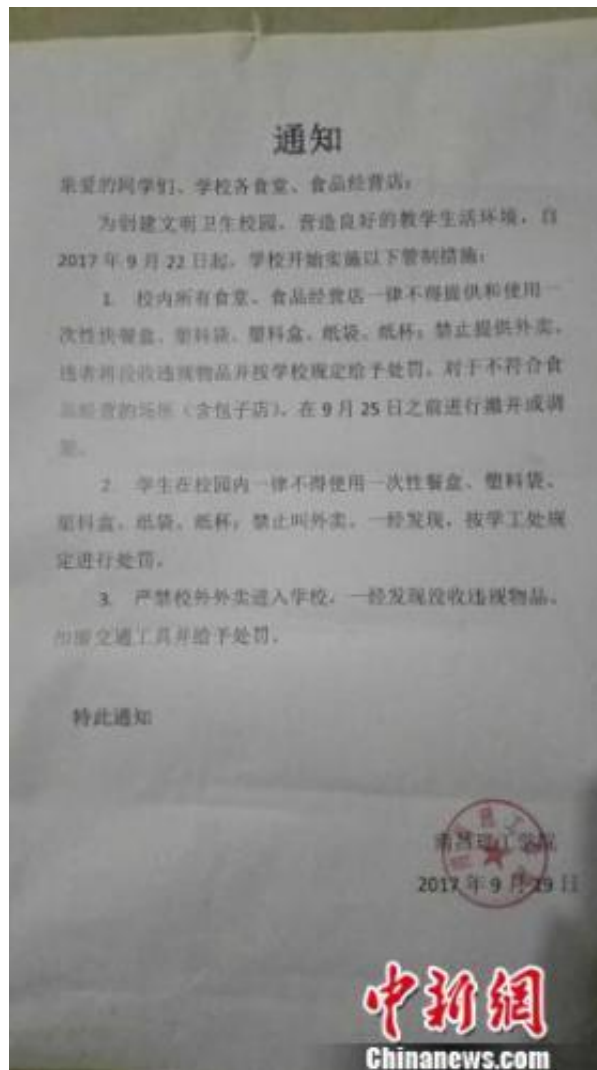 通知
亲爱的同学们、学校各食堂、食品经营店：
为创建文明卫生校园，营造良好的教学生活环境，自
2017年9月22日起，学校开始实施以下管制措施：
1. 校内所有食堂、食品经营店一律不得提供和使用一
次性快餐盒、塑料袋、塑料盒、纸袋、纸杯；禁止提供外卖，
违者将没收违规物品并按学校规定给予处罚。对于不符合食
品经营的场所（含包子店），在9月25日之前进行撤并或调
整。
2. 学生在校园内一律不得使用一次性餐盒、塑料袋、
塑料盒、纸袋、纸杯；禁止叫外卖。一经发现，按学工处规
定进行处罚。
3. 严禁校外外卖进入学校，一经发现没收违规物品、
扣留交通工具并给予处罚。
特此通知
南昌理工学院
2017年9月19日
中新網
Chinanews.com